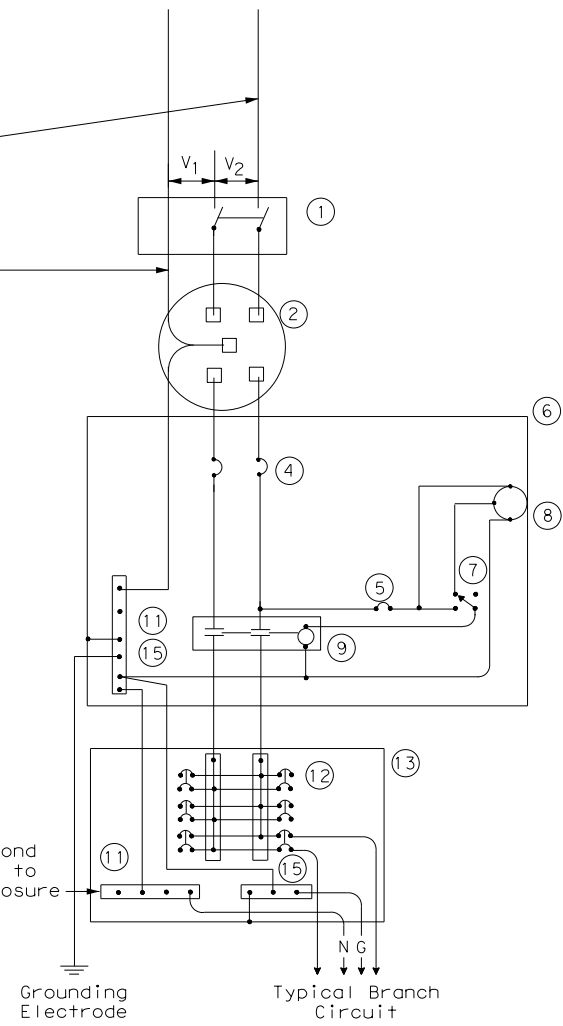 V1
V2
1
2
6
4
8
7
5
11
9
15
13
12
11
15
ond
to
osure
N G
Grounding
Electrode
Typical Branch
Circuit